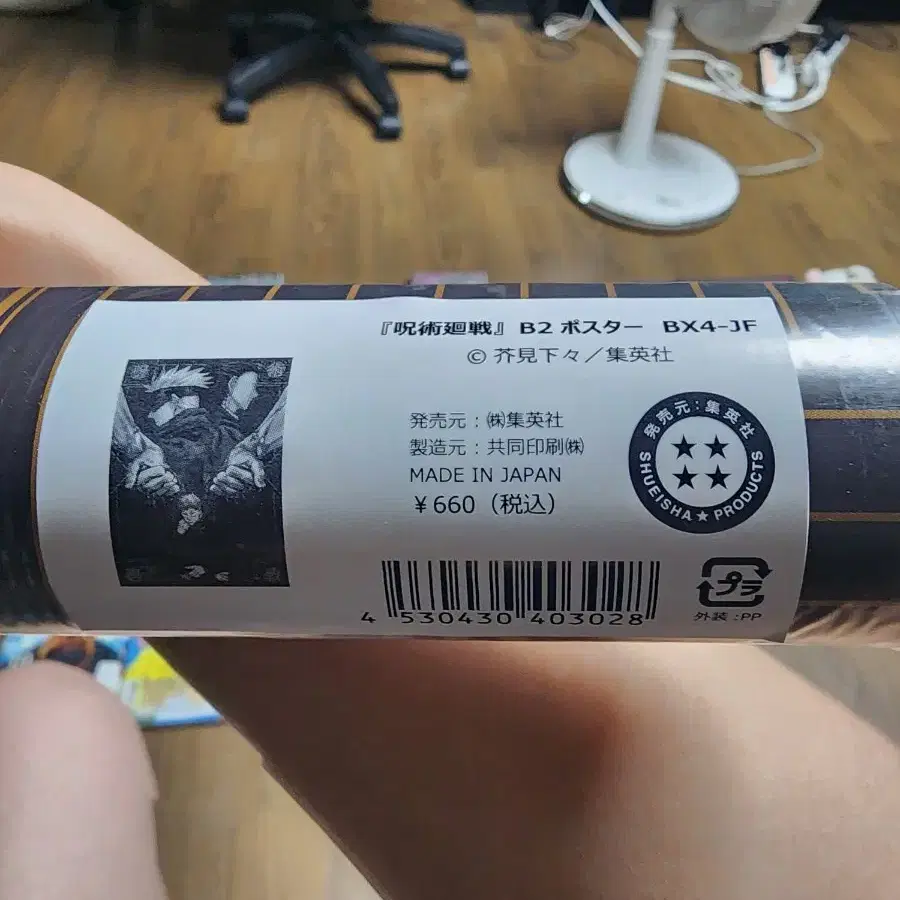 『呪術廻戦』 B2 ポスター BX4-JF
© 芥見下々／集英社
発売元：㈱集英社
製造元：共同印刷㈱
MADE IN JAPAN
￥660（税込）
発売元：集英社
SHUEISHA★PRODUCTS
4 530430 403028
プラ
外装 :PP